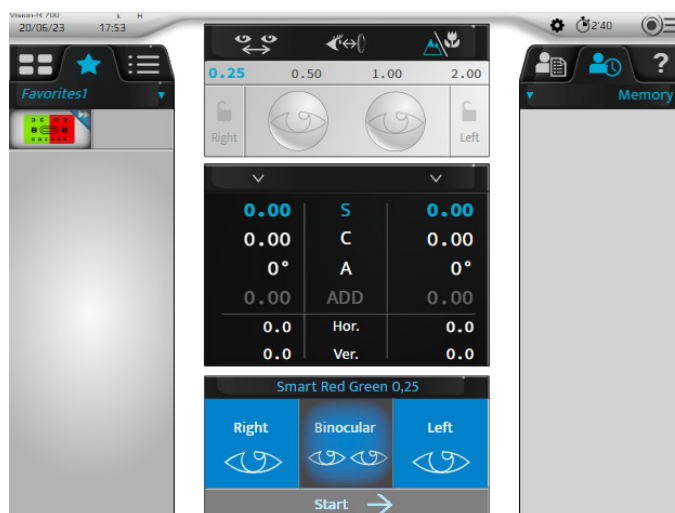 Vision-R 700
20/06/23 17:53
R H
2'40
Favorites1
Memory
?
0.25 0.50 1.00 2.00
Right Left
0.00 S 0.00
0.00 C 0.00
0° A 0°
0.00 ADD 0.00
0.0 Hor. 0.0
0.0 Ver. 0.0
Smart Red Green 0,25
Right Binocular Left
Start